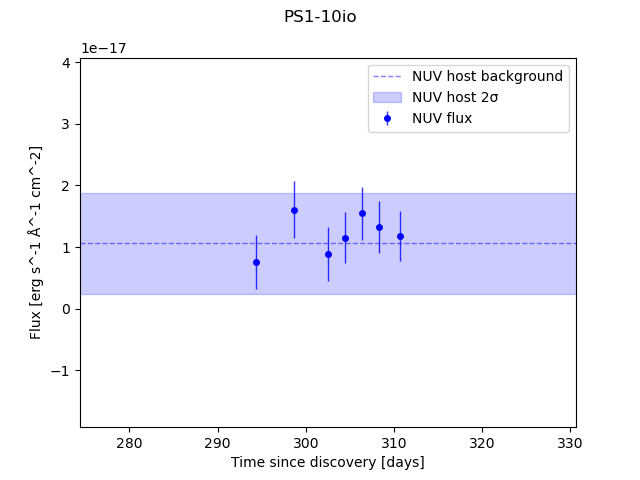 PS1-10io
1e−17
NUV host background
NUV host 2σ
NUV flux
4
3
2
1
0
−1
Flux [erg s^-1 Å^-1 cm^-2]
280 290 300 310 320 330
Time since discovery [days]